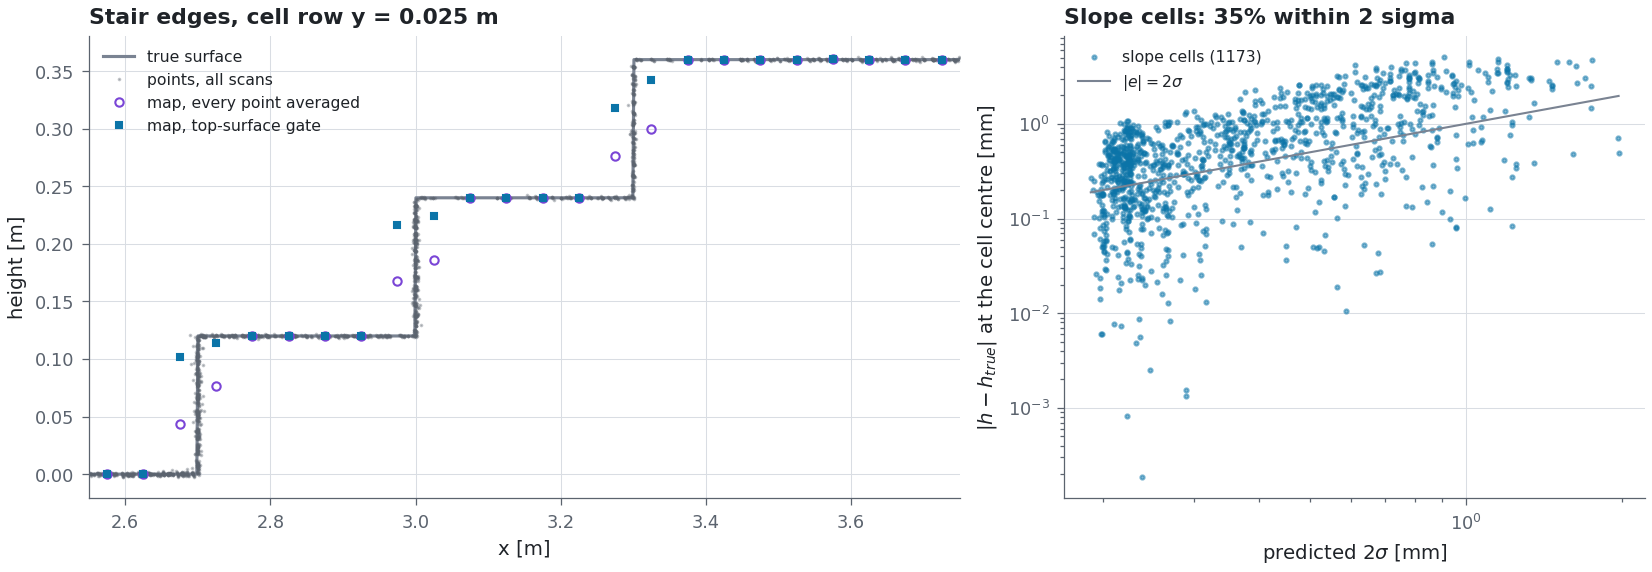 Stair edges, cell row y = 0.025 m
true surface
points, all scans
map, every point averaged
map, top-surface gate
0.35
0.30
0.25
0.20
0.15
0.10
0.05
0.00
height [m]
2.6 2.8 3.0 3.2 3.4 3.6
x [m]
Slope cells: 35% within 2 sigma
slope cells (1173)
|e| = 2σ
10⁰
10⁻¹
10⁻²
10⁻³
|h − h_{true}| at the cell centre [mm]
10⁰
predicted 2σ [mm]